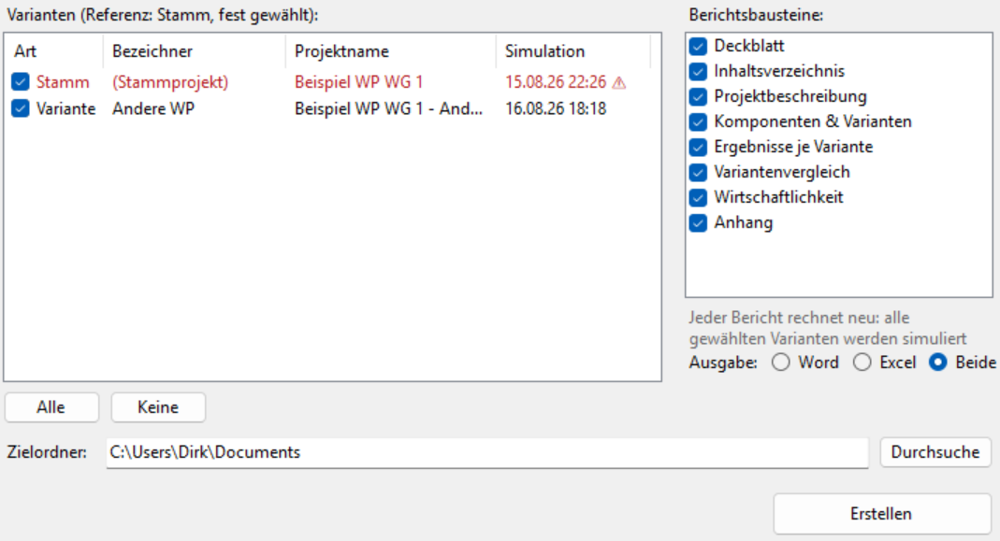 Varianten (Referenz: Stamm, fest gewählt):
Berichtsbausteine:
Art Bezeichner Projektname Simulation
Stamm (Stammprojekt) Beispiel WP WG 1 15.08.26 22:26 ⚠
Variante Andere WP Beispiel WP WG 1 - And... 16.08.26 18:18
Deckblatt
Inhaltsverzeichnis
Projektbeschreibung
Komponenten & Varianten
Ergebnisse je Variante
Variantenvergleich
Wirtschaftlichkeit
Anhang
Jeder Bericht rechnet neu: alle
gewählten Varianten werden simuliert
Ausgabe: Word Excel Beide
Alle Keine
Zielordner: C:\Users\Dirk\Documents Durchsuche
Erstellen